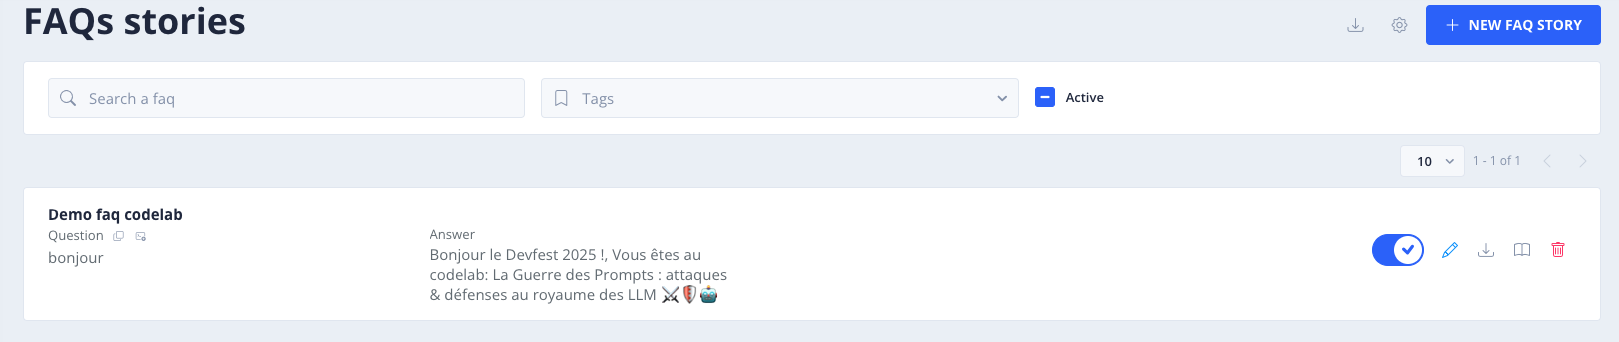 FAQs stories
NEW FAQ STORY
Search a faq
Tags
Active
10
1 - 1 of 1
Demo faq codelab
Question
bonjour
Answer
Bonjour le Devfest 2025 !, Vous êtes au
codelab: La Guerre des Prompts : attaques
& défenses au royaume des LLM ⚔️🛡️🤖